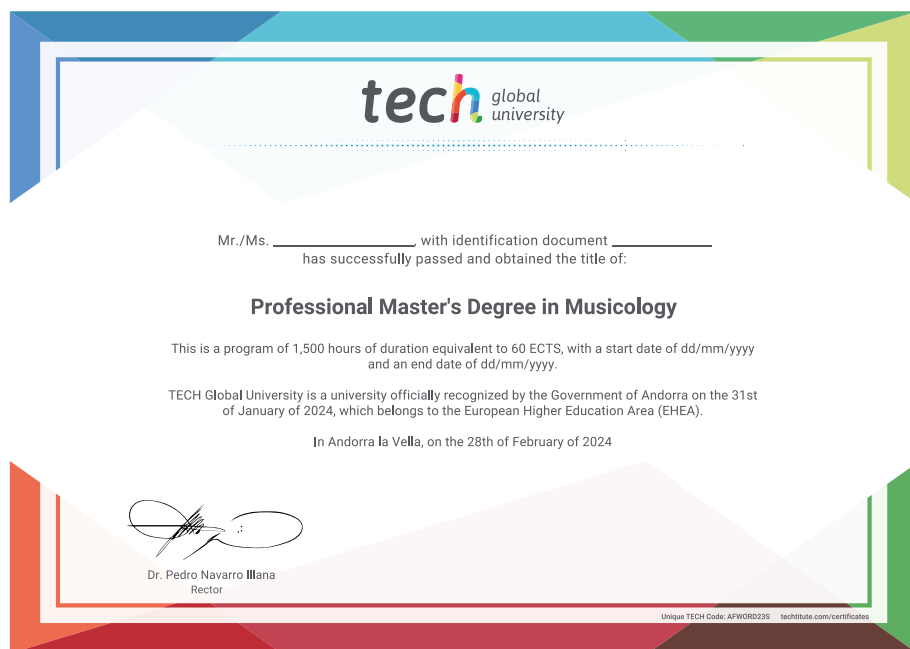 tech global university
Mr./Ms. ____________________, with identification document ______________
has successfully passed and obtained the title of:
Professional Master's Degree in Musicology
This is a program of 1,500 hours of duration equivalent to 60 ECTS, with a start date of dd/mm/yyyy
and an end date of dd/mm/yyyy.
TECH Global University is a university officially recognized by the Government of Andorra on the 31st
of January of 2024, which belongs to the European Higher Education Area (EHEA).
In Andorra la Vella, on the 28th of February of 2024
Dr. Pedro Navarro Illana
Rector
Unique TECH Code: AFWORD23S techtitute.com/certificates